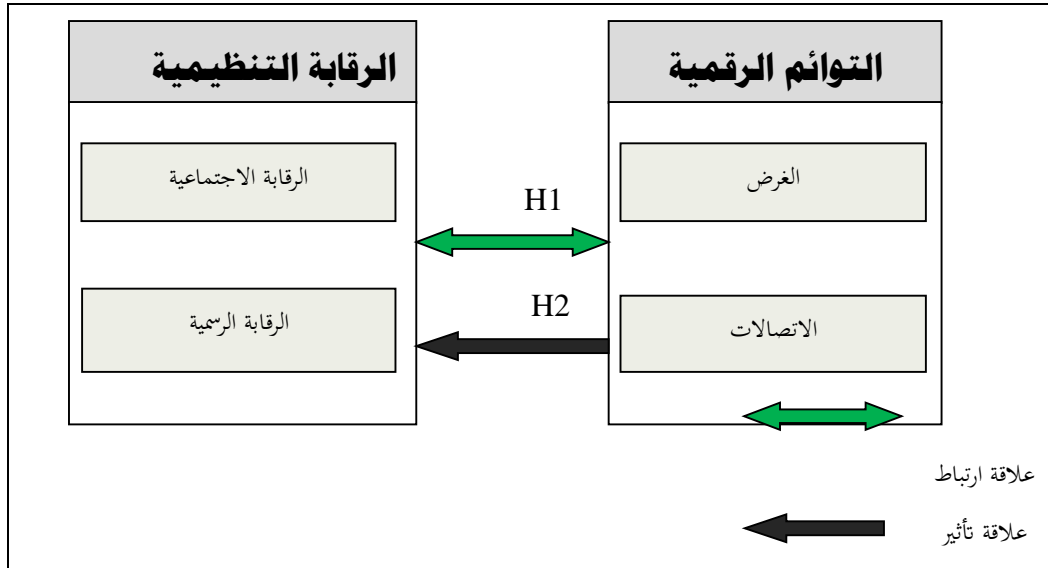 التوائم الرقمية
الرقابة التنظيمية
الغرض
الرقابة الاجتماعية
H1
H2
الاتصالات
الرقابة الرسمية
علاقة ارتباط
علاقة تأثير